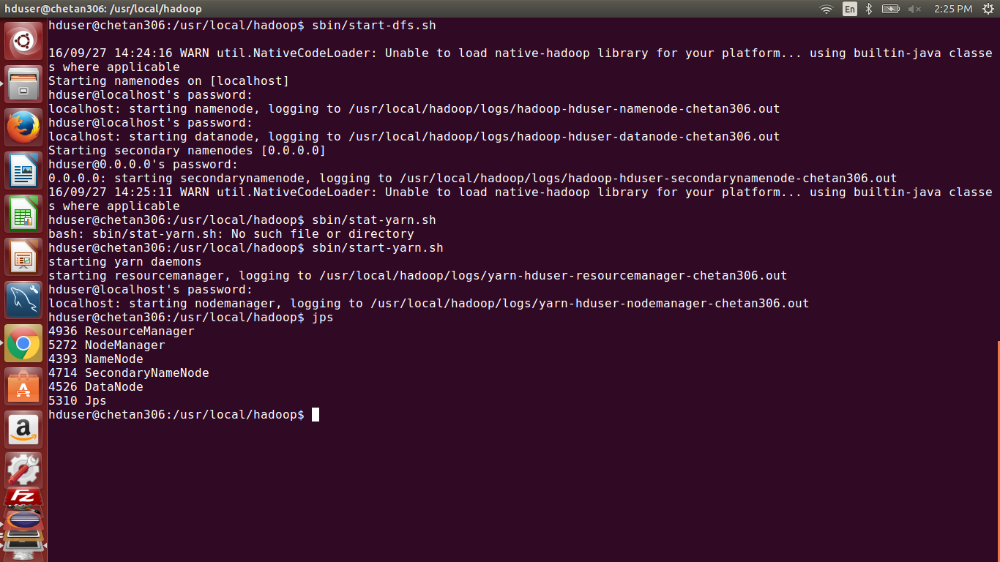 hduser@chetan306: /usr/local/hadoop
En
2:25 PM
hduser@chetan306:/usr/local/hadoop$ sbin/start-dfs.sh
16/09/27 14:24:16 WARN util.NativeCodeLoader: Unable to load native-hadoop library for your platform... using builtin-java classe
s where applicable
Starting namenodes on [localhost]
hduser@localhost's password:
localhost: starting namenode, logging to /usr/local/hadoop/logs/hadoop-hduser-namenode-chetan306.out
hduser@localhost's password:
localhost: starting datanode, logging to /usr/local/hadoop/logs/hadoop-hduser-datanode-chetan306.out
Starting secondary namenodes [0.0.0.0]
hduser@0.0.0.0's password:
0.0.0.0: starting secondarynamenode, logging to /usr/local/hadoop/logs/hadoop-hduser-secondarynamenode-chetan306.out
16/09/27 14:25:11 WARN util.NativeCodeLoader: Unable to load native-hadoop library for your platform... using builtin-java classe
s where applicable
hduser@chetan306:/usr/local/hadoop$ sbin/stat-yarn.sh
bash: sbin/stat-yarn.sh: No such file or directory
hduser@chetan306:/usr/local/hadoop$ sbin/start-yarn.sh
starting yarn daemons
starting resourcemanager, logging to /usr/local/hadoop/logs/yarn-hduser-resourcemanager-chetan306.out
hduser@localhost's password:
localhost: starting nodemanager, logging to /usr/local/hadoop/logs/yarn-hduser-nodemanager-chetan306.out
hduser@chetan306:/usr/local/hadoop$ jps
4936 ResourceManager
5272 NodeManager
4393 NameNode
4714 SecondaryNameNode
4526 DataNode
5310 Jps
hduser@chetan306:/usr/local/hadoop$
A
a
Fz